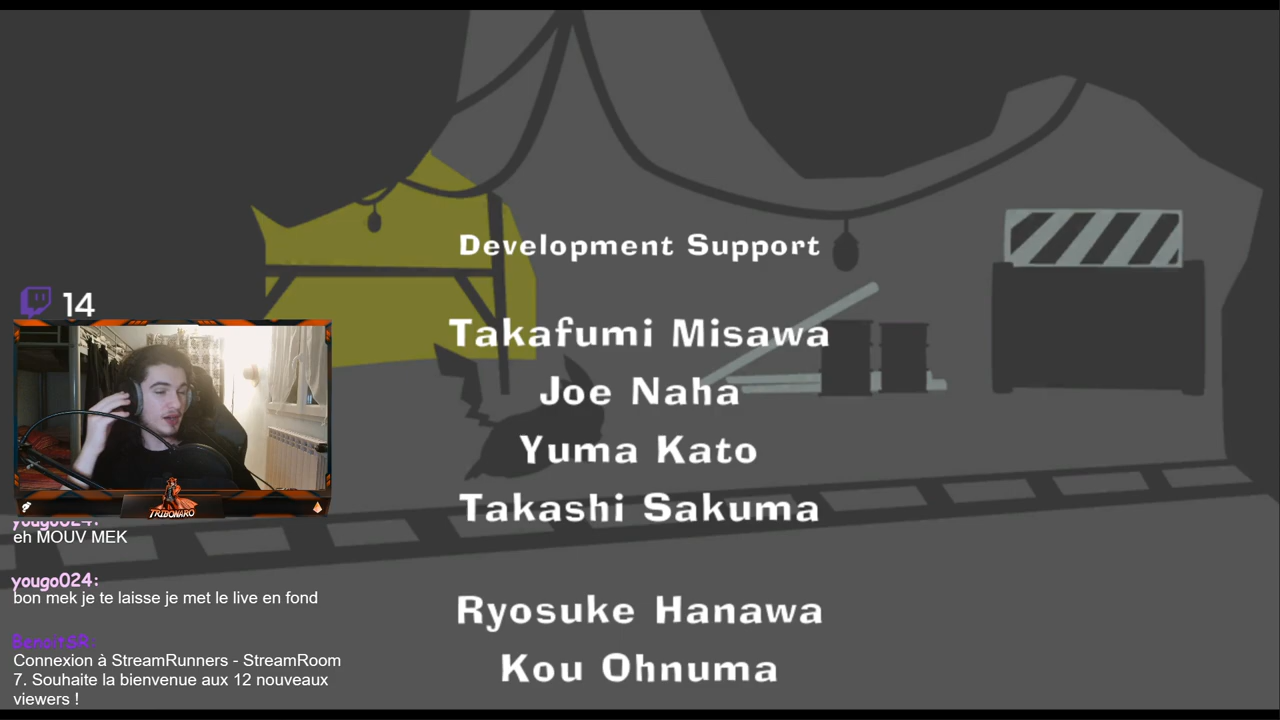 Development Support
Takafumi Misawa
Joe Naha
Yuma Kato
Takashi Sakuma
Ryosuke Hanawa
Kou Ohnuma
14
TRIBONARO
yougo024:
eh MOUV MEK
yougo024:
bon mek je te laisse je met le live en fond
BenoitSR:
Connexion à StreamRunners - StreamRoom
7. Souhaite la bienvenue aux 12 nouveaux
viewers !